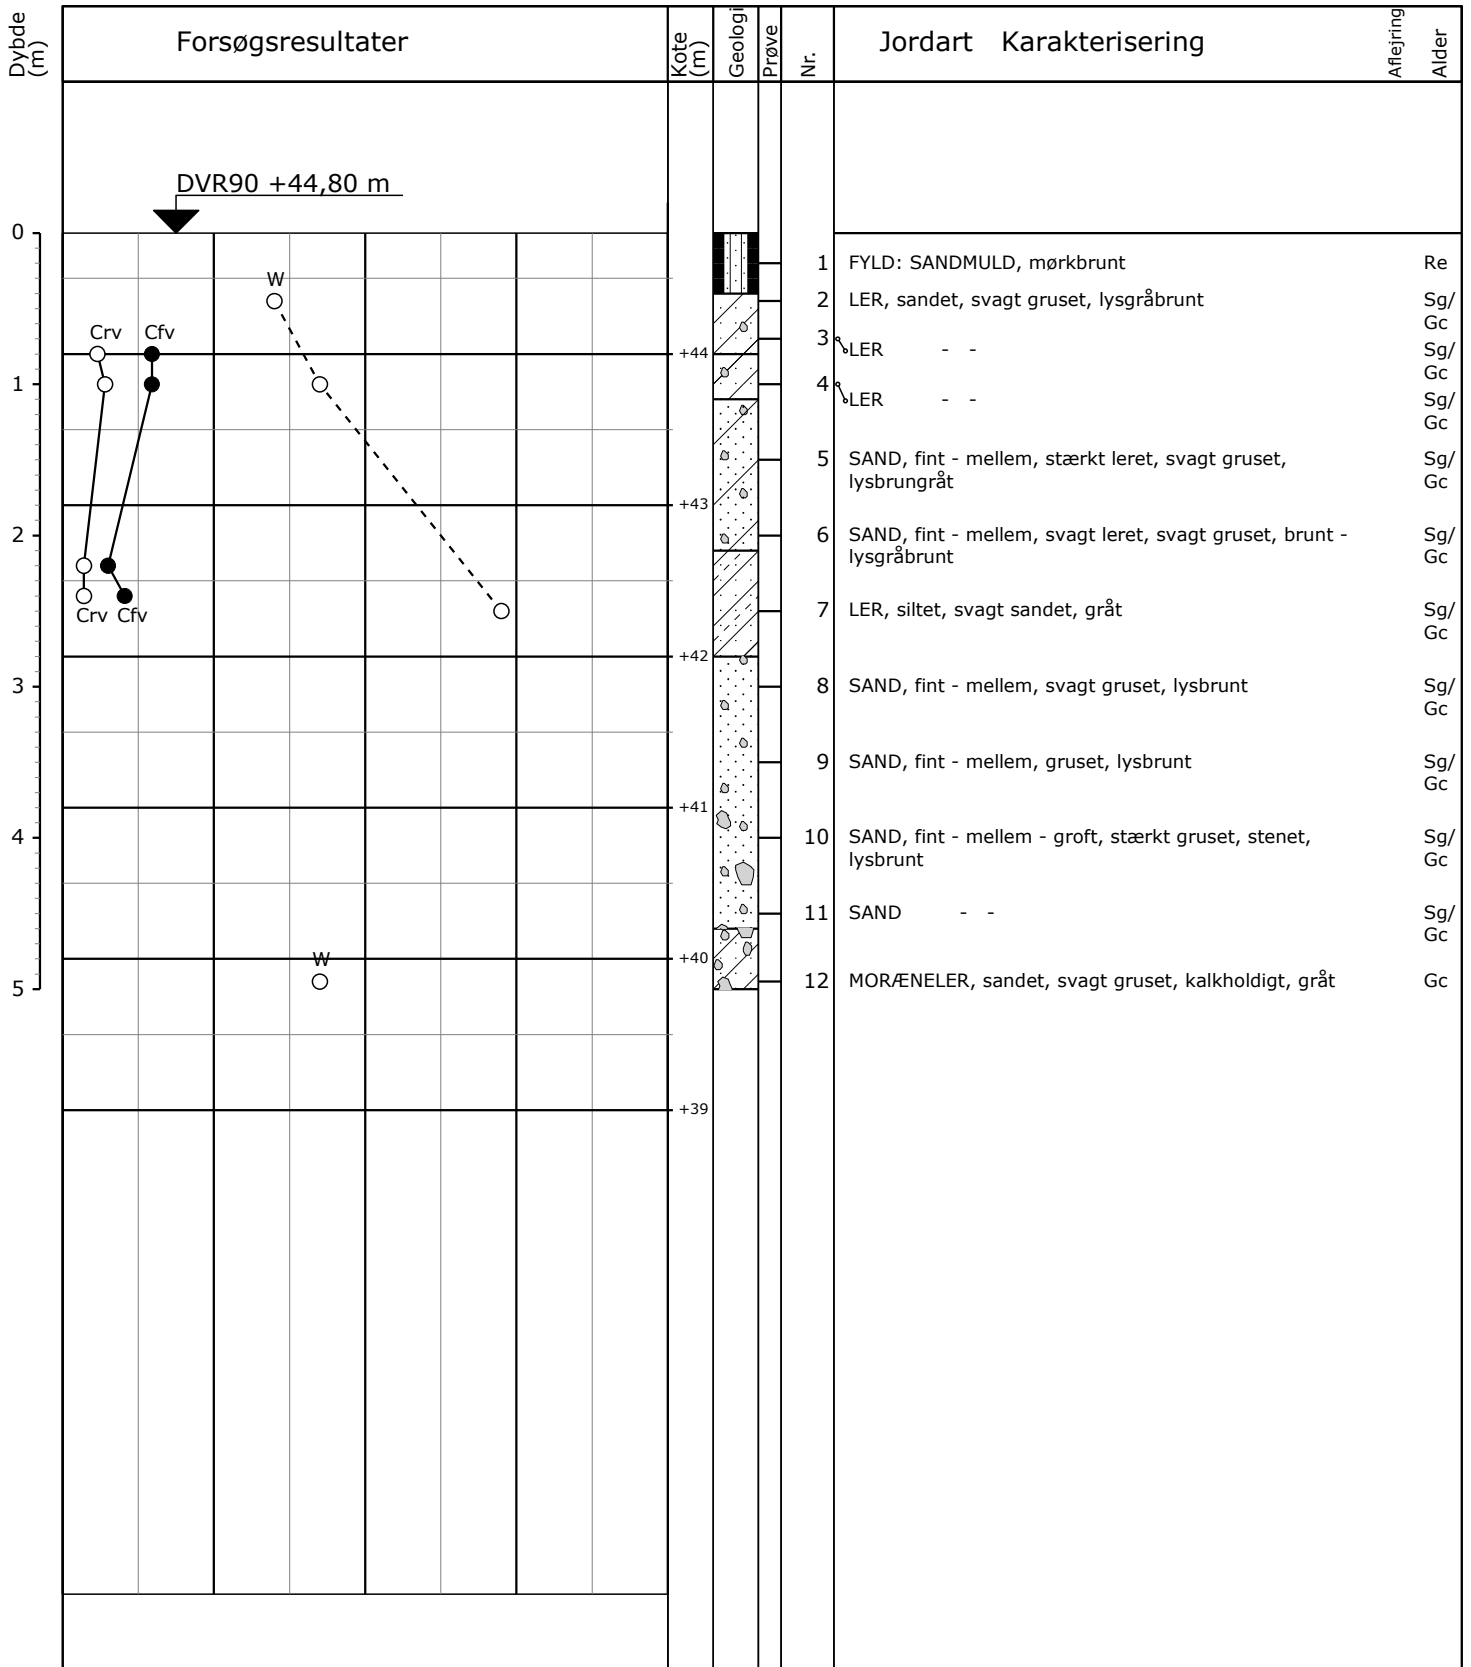 Dybde
(m)
Forsøgsresultater
Kote
(m)
Geologi
Prøve
Nr.
Jordart Karakterisering
Aflejring
Alder
DVR90 +44,80 m
0
1 FYLD: SANDMULD, mørkbrunt Re
W
2 LER, sandet, svagt gruset, lysgråbrunt Sg/
Gc
Crv Cfv
3
+44
LER - - Sg/
Gc
1
4
LER - - Sg/
Gc
5 SAND, fint - mellem, stærkt leret, svagt gruset, Sg/
lysbrungråt Gc
+43
2
6 SAND, fint - mellem, svagt leret, svagt gruset, brunt - Sg/
lysgråbrunt Gc
Crv Cfv
7 LER, siltet, svagt sandet, gråt Sg/
Gc
+42
3
8 SAND, fint - mellem, svagt gruset, lysbrunt Sg/
Gc
9 SAND, fint - mellem, gruset, lysbrunt Sg/
Gc
+41
4
10 SAND, fint - mellem - groft, stærkt gruset, stenet, Sg/
lysbrunt Gc
11 SAND - - Sg/
Gc
W
+40
5
12 MORÆNELER, sandet, svagt gruset, kalkholdigt, gråt Gc
+39